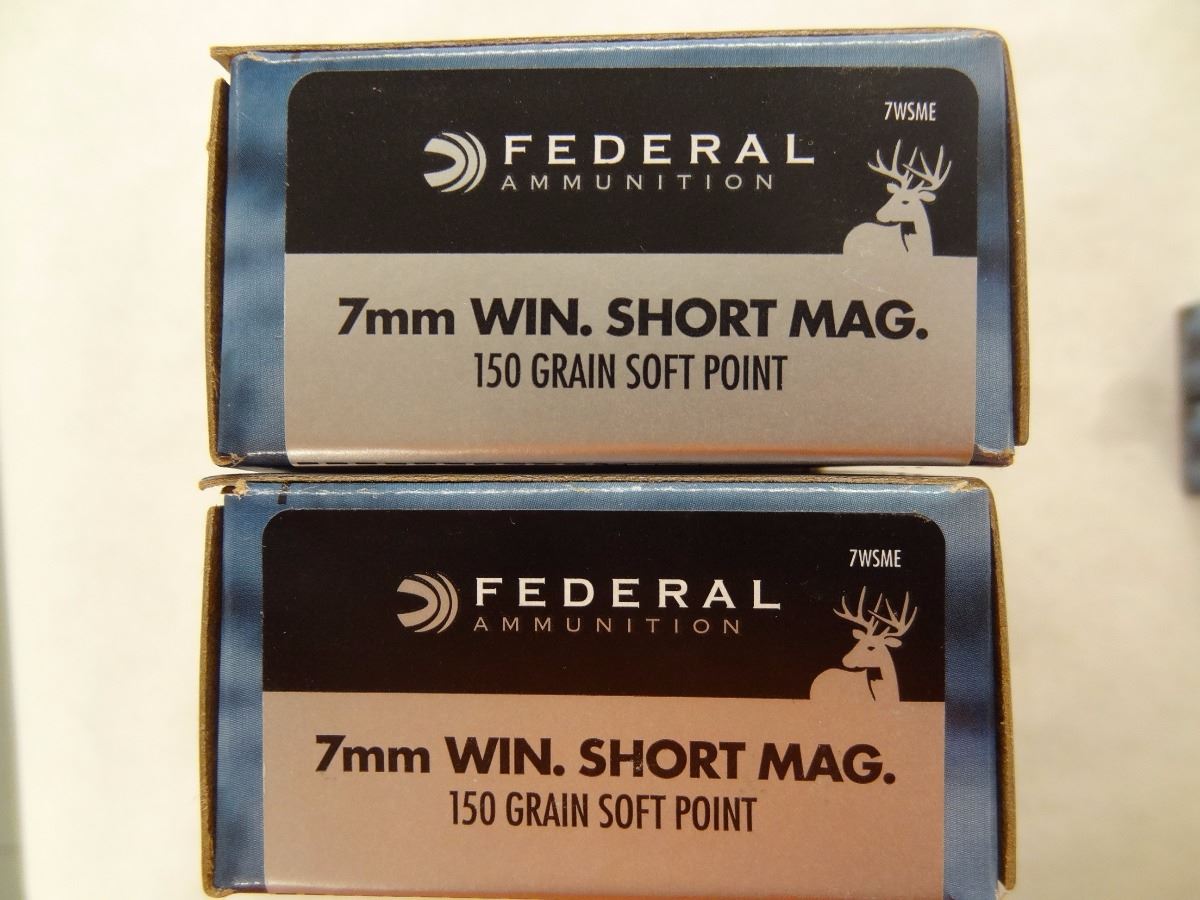 7WSME
FEDERAL
AMMUNITION
7mm WIN. SHORT MAG.
150 GRAIN SOFT POINT
7WSME
FEDERAL
AMMUNITION
7mm WIN. SHORT MAG.
150 GRAIN SOFT POINT